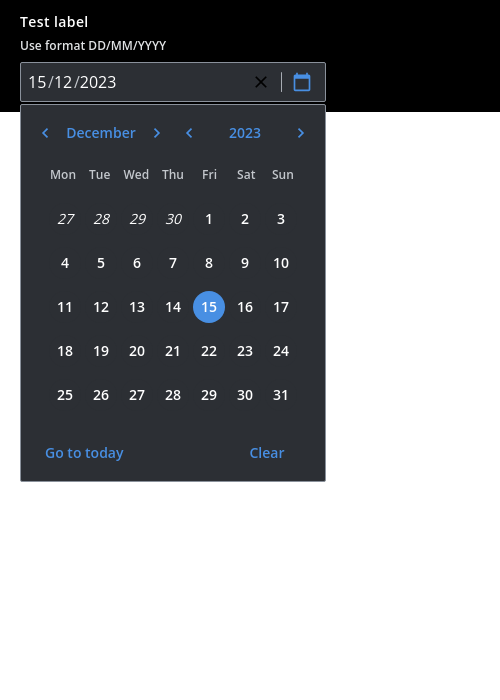 Test label
Use format DD/MM/YYYY
15/12/2023
December 2023
Mon Tue Wed Thu Fri Sat Sun
27 28 29 30 1 2 3
4 5 6 7 8 9 10
11 12 13 14 15 16 17
18 19 20 21 22 23 24
25 26 27 28 29 30 31
Go to today Clear